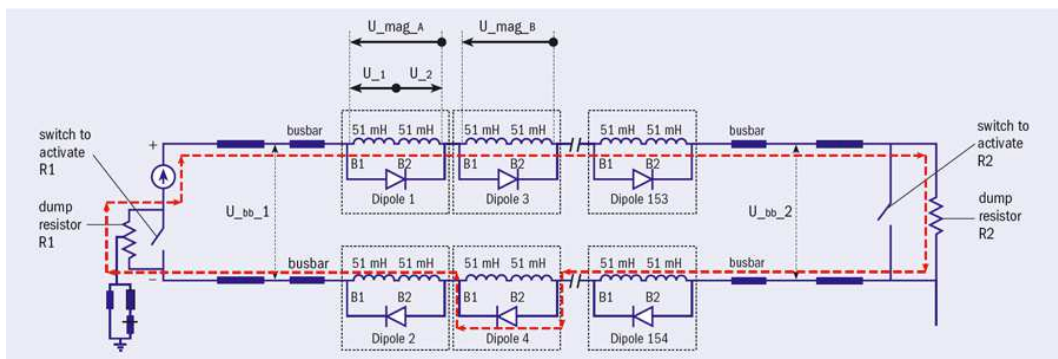 U_mag_A
U_mag_B
U_1 U_2
switch to
activate
R1
+
busbar
51 mH 51 mH
51 mH 51 mH
51 mH 51 mH
busbar
switch to
activate
R2
B1 B2
B1 B2
B1 B2
Dipole 1
Dipole 3
Dipole 153
dump
resistor
R1
U_bb_1
U_bb_2
dump
resistor
R2
–
busbar
51 mH 51 mH
51 mH 51 mH
51 mH 51 mH
busbar
B1 B2
B1 B2
B1 B2
Dipole 2
Dipole 4
Dipole 154